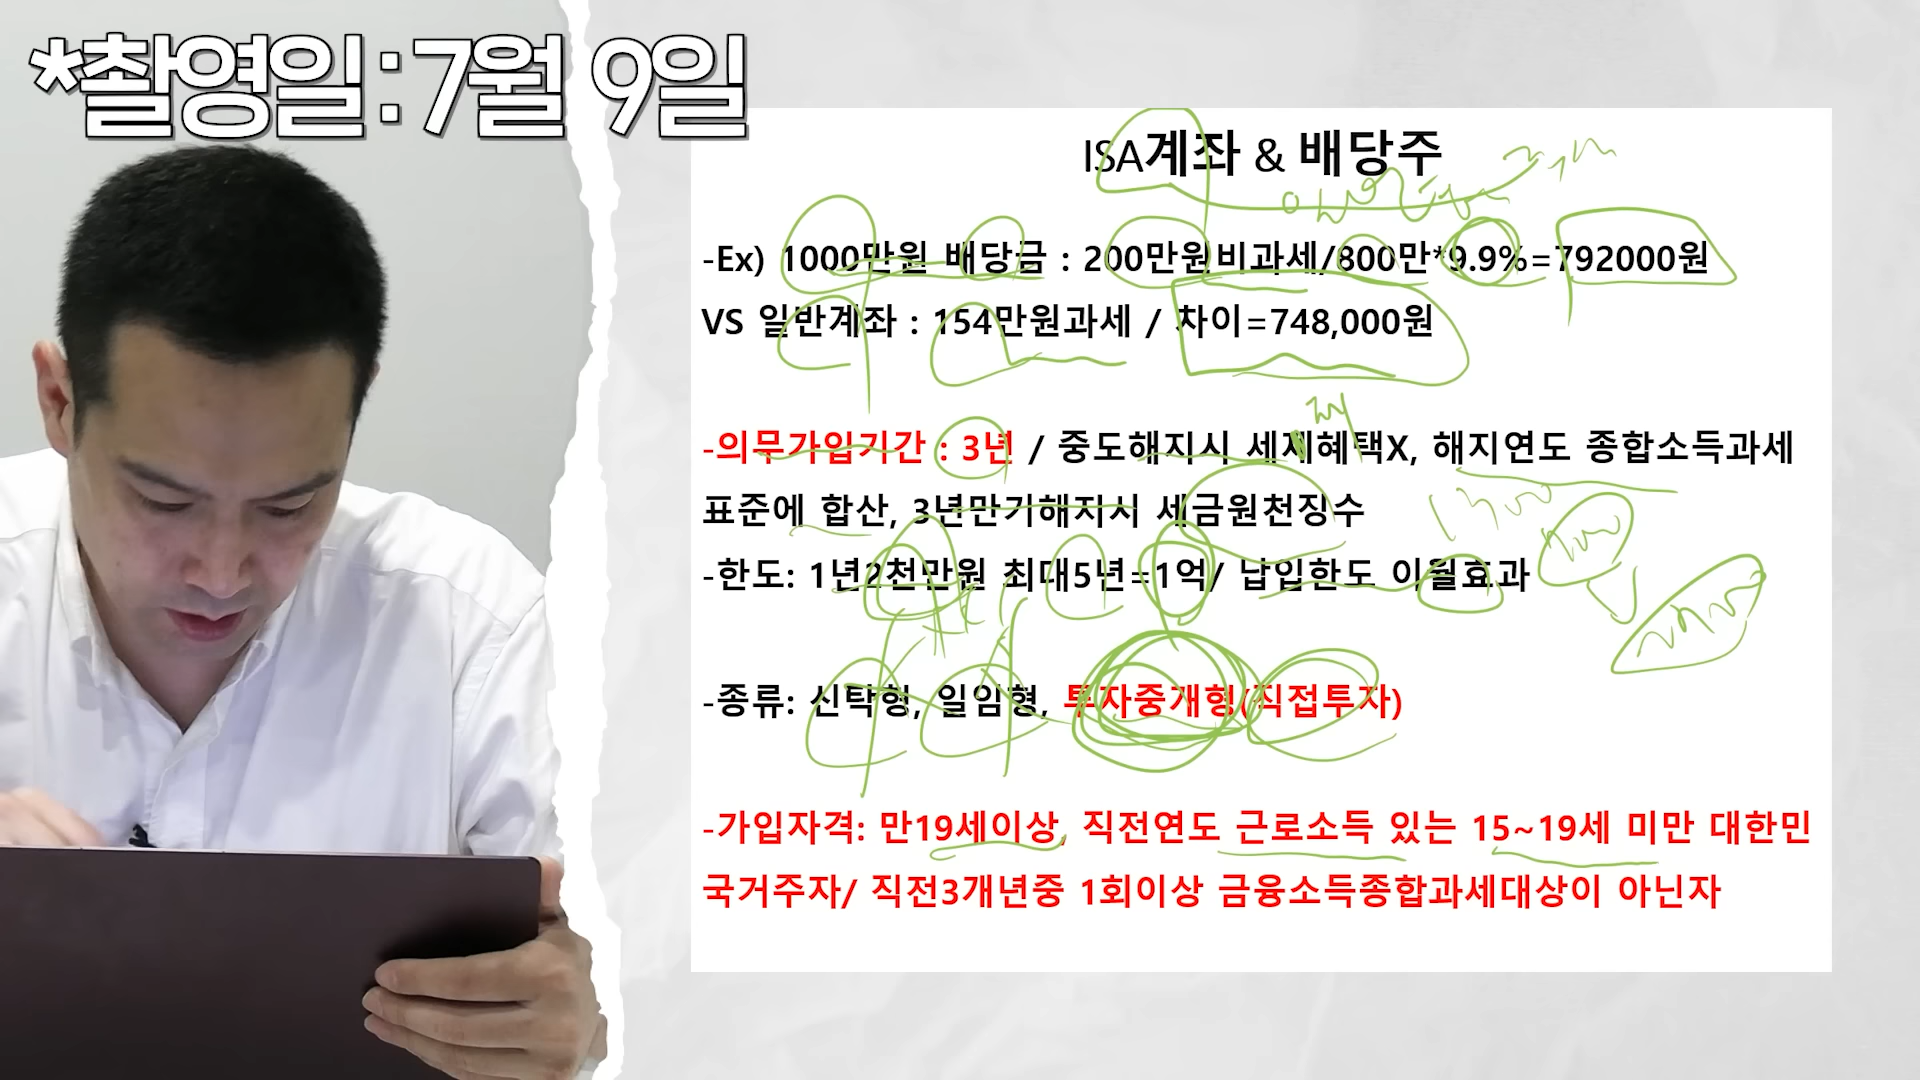 *촬영일:7월 9일
ISA계좌 & 배당주
-Ex) 1000만원 배당금 : 200만원비과세/800만*9.9%=792000원
VS 일반계좌 : 154만원과세 / 차이=748,000원
-의무가입기간 : 3년 / 중도해지시 세제혜택X, 해지연도 종합소득과세
표준에 합산, 3년만기해지시 세금원천징수
-한도: 1년2천만원 최대5년=1억/ 납입한도 이월효과
-종류: 신탁형, 일임형, 투자중개형(직접투자)
-가입자격: 만19세이상, 직전연도 근로소득 있는 15~19세 미만 대한민
국거주자/ 직전3개년중 1회이상 금융소득종합과세대상이 아닌자